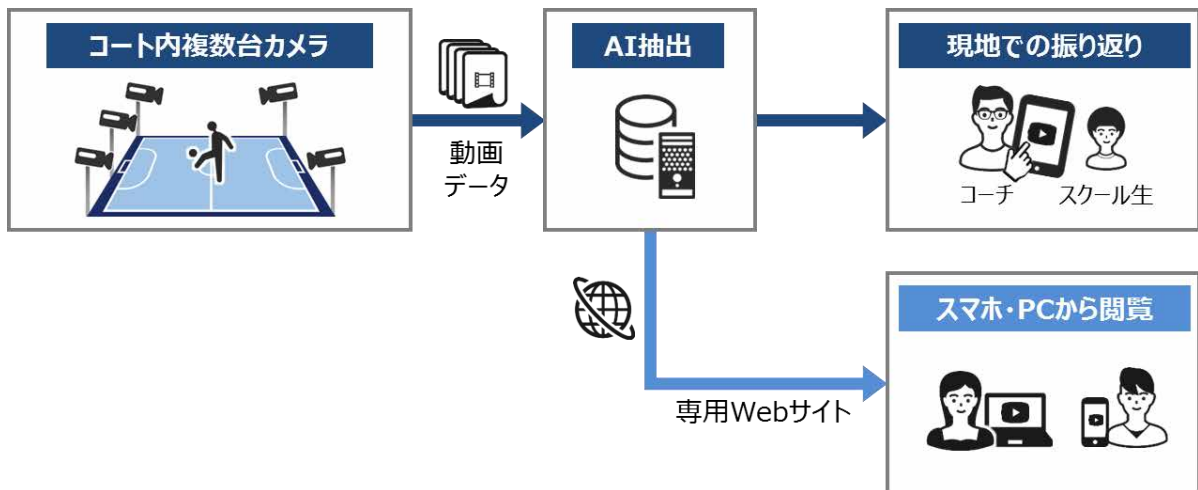 コート内複数台カメラ
動画
データ
AI抽出
現地での振り返り
コーチ
スクール生
専用Webサイト
スマホ・PCから閲覧